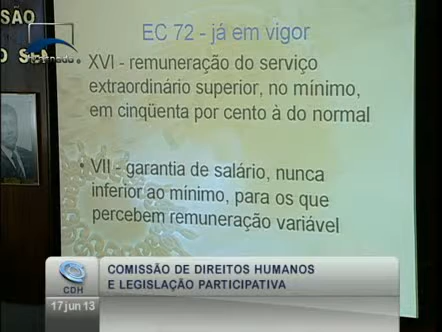 SÃO
EC 72 - já em vigor
XVI - remuneração do serviço
extraordinário superior, no mínimo,
em cinqüenta por cento à do normal
VII - garantia de salário, nunca
inferior ao mínimo, para os que
percebem remuneração variável
COMISSÃO DE DIREITOS HUMANOS
E LEGISLAÇÃO PARTICIPATIVA
CDH
17 jun 13